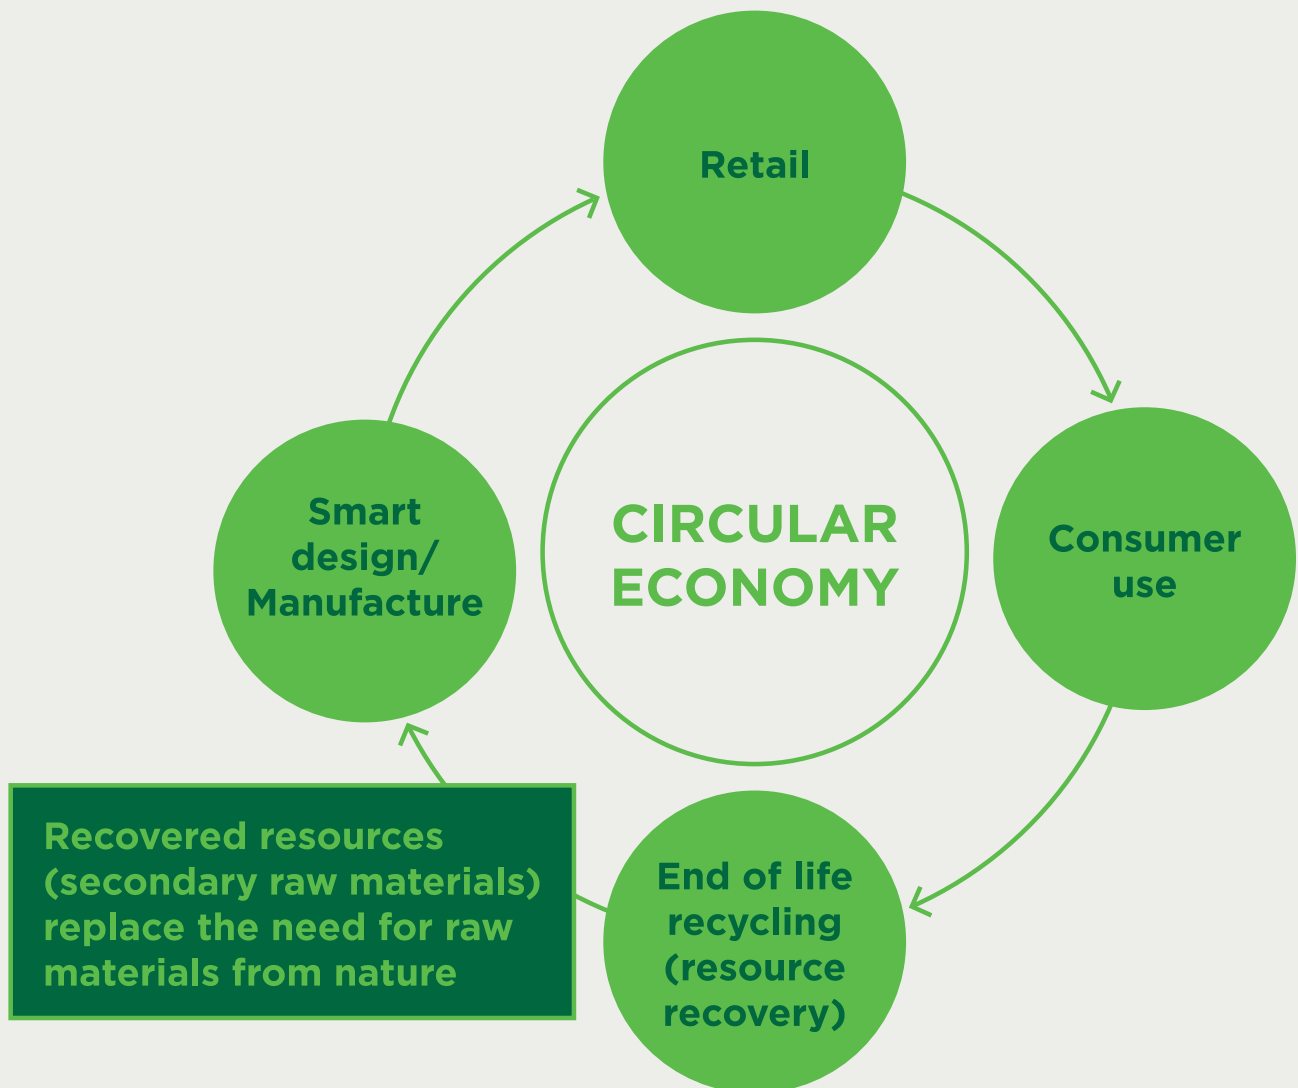 Retail
CIRCULAR
ECONOMY
Consumer
use
Smart
design/
Manufacture
End of life
recycling
(resource
recovery)
Recovered resources
(secondary raw materials)
replace the need for raw
materials from nature